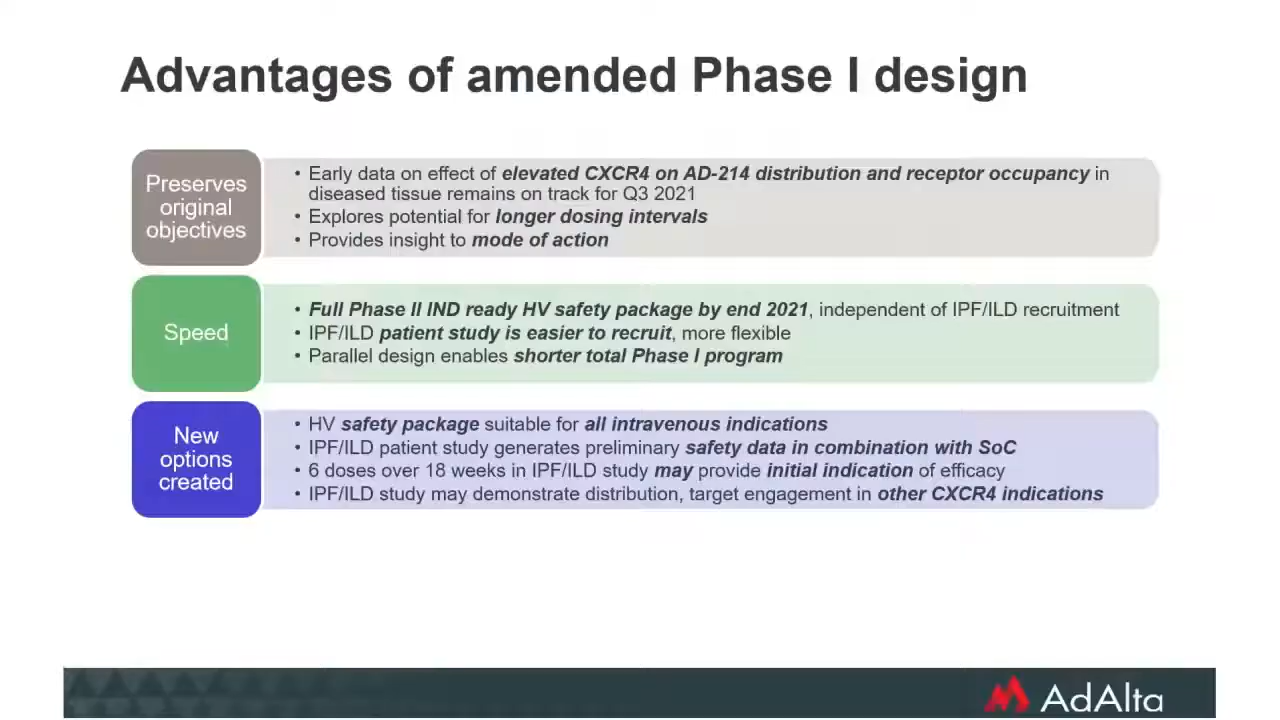 Advantages of amended Phase I design
Preserves
original
objectives
• Early data on effect of elevated CXCR4 on AD-214 distribution and receptor occupancy in
diseased tissue remains on track for Q3 2021
• Explores potential for longer dosing intervals
• Provides insight to mode of action
Speed
• Full Phase II IND ready HV safety package by end 2021, independent of IPF/ILD recruitment
• IPF/ILD patient study is easier to recruit, more flexible
• Parallel design enables shorter total Phase I program
New
options
created
• HV safety package suitable for all intravenous indications
• IPF/ILD patient study generates preliminary safety data in combination with SoC
• 6 doses over 18 weeks in IPF/ILD study may provide initial indication of efficacy
• IPF/ILD study may demonstrate distribution, target engagement in other CXCR4 indications
AdAlta